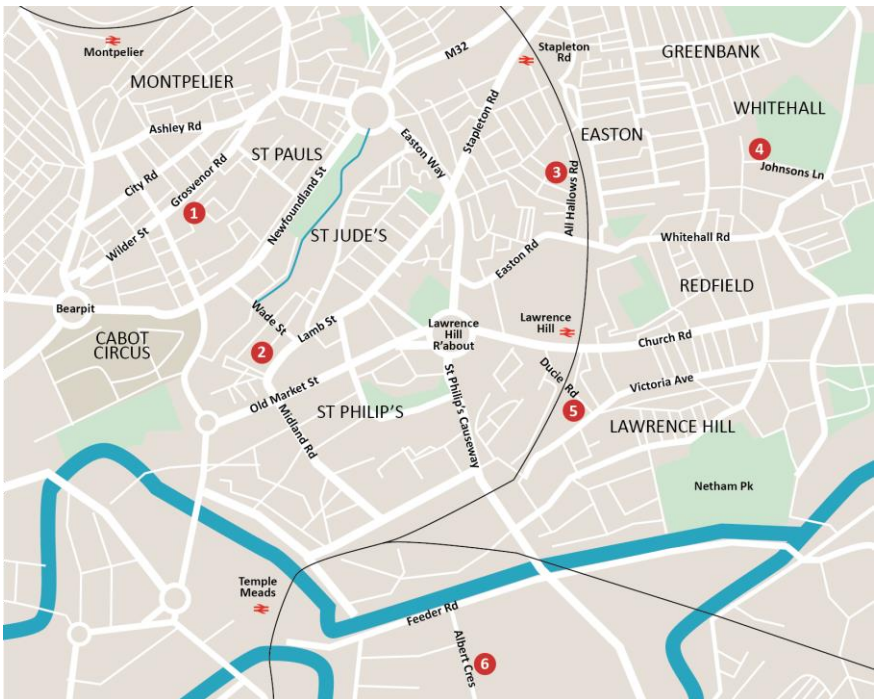 Montpelier
MONTPELIER
Ashley Rd
City Rd
Grosvenor Rd
ST PAULS
1
Wilder St
Newfoundland St
M32
Easton Way
Stapleton Rd
Stapleton
Rd
GREENBANK
WHITEHALL
EASTON
3
All Hallows Rd
4
Johnsons Ln
ST JUDE'S
Easton Rd
Whitehall Rd
REDFIELD
Bearpit
CABOT
CIRCUS
Wade St
2
Lamb St
Lawrence
Hill
R'about
Lawrence
Hill
Church Rd
Old Market St
Midland Rd
ST PHILIP'S
St Philip's Causeway
Ducie Rd
5
Victoria Ave
LAWRENCE HILL
Netham Pk
Temple
Meads
Feeder Rd
Albert Cres
6